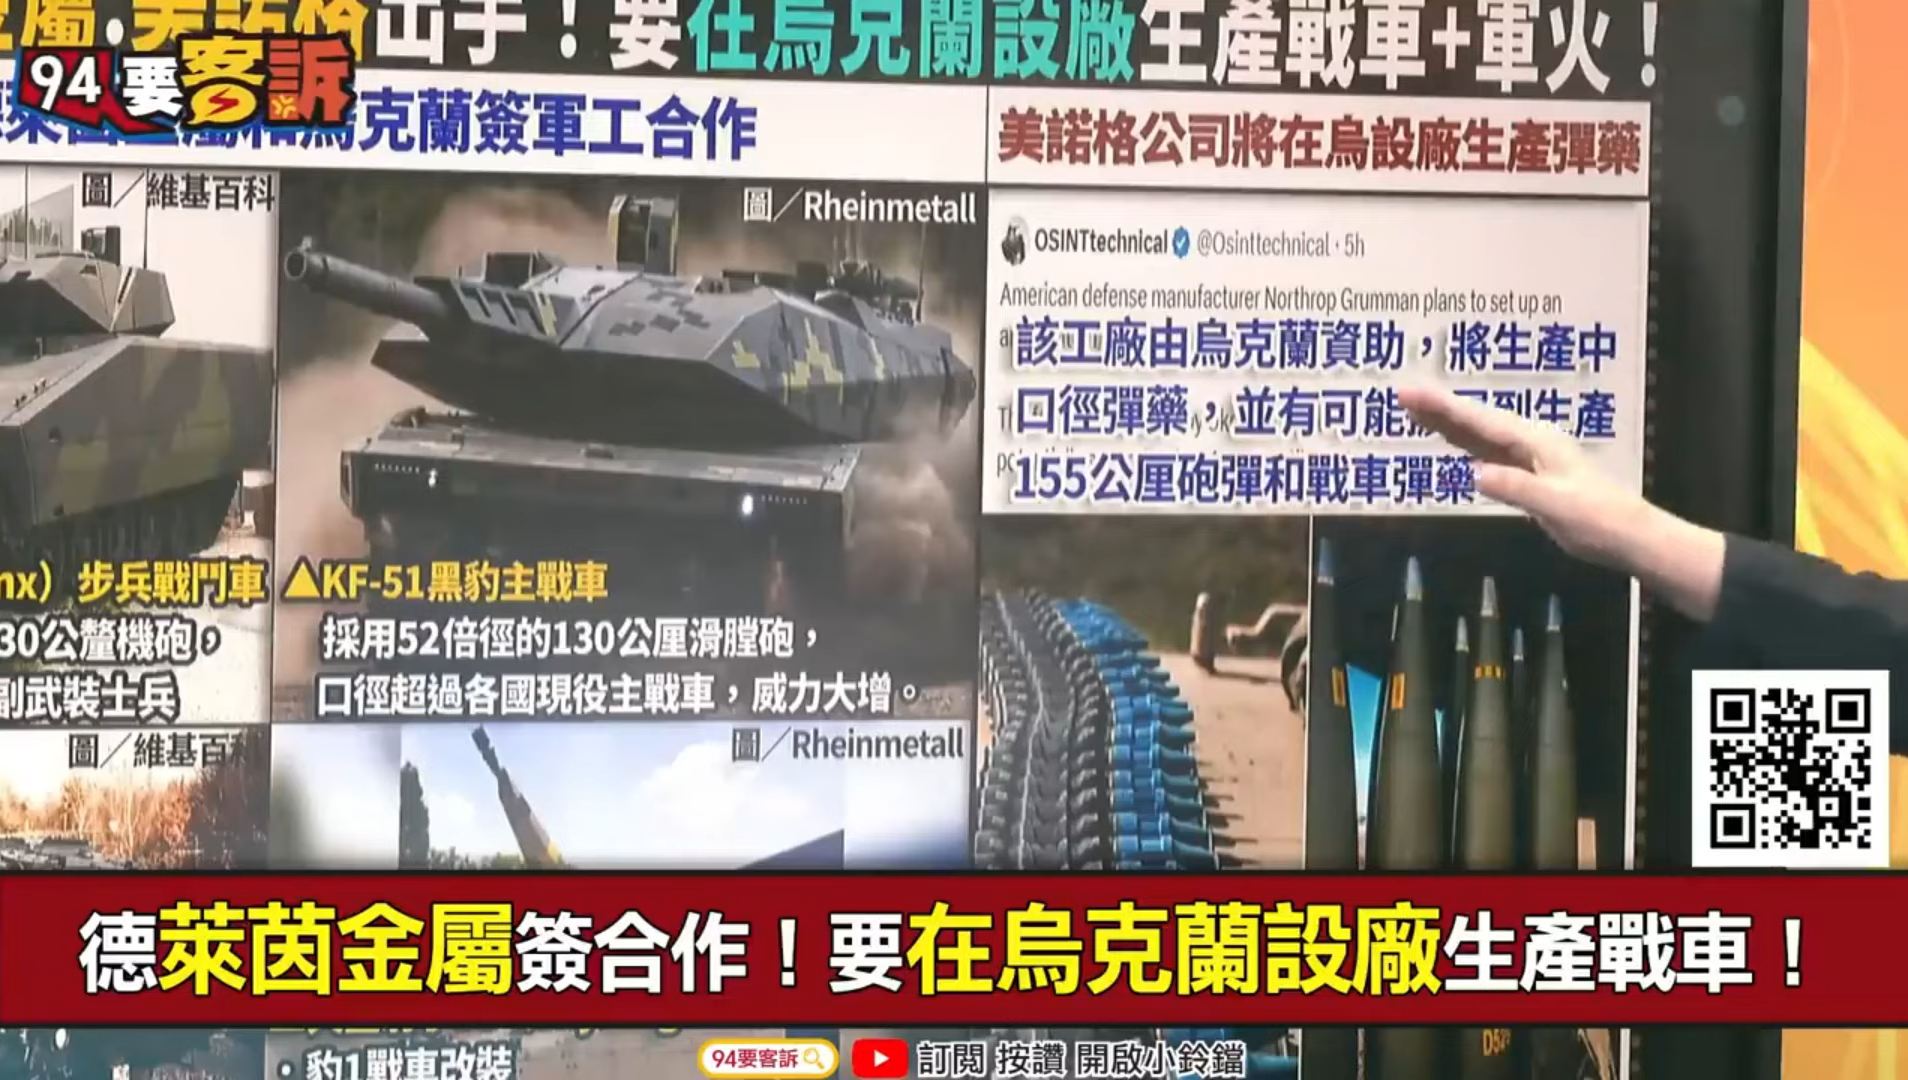 出手！要在烏克蘭設廠生產戰車+軍火！
94要客訴
克蘭簽軍工合作
美諾格公司將在烏設廠生產彈藥
圖／維基百科
圖／Rheinmetall
OSINTtechnical @Osinttechnical · 5h
American defense manufacturer Northrop Grumman plans to set up an
該工廠由烏克蘭資助，將生產中
口徑彈藥，並有可能 到生產
155公厘砲彈和戰車彈藥
nx）步兵戰鬥車
30公釐機砲，
副武裝士兵
▲KF-51黑豹主戰車
採用52倍徑的130公厘滑膛砲，
口徑超過各國現役主戰車，威力大增。
圖／維基百
圖／Rheinmetall
德萊茵金屬簽合作！要在烏克蘭設廠生產戰車！
．豹1戰車改裝
94要客訴
訂閱 按讚 開啟小鈴鐺